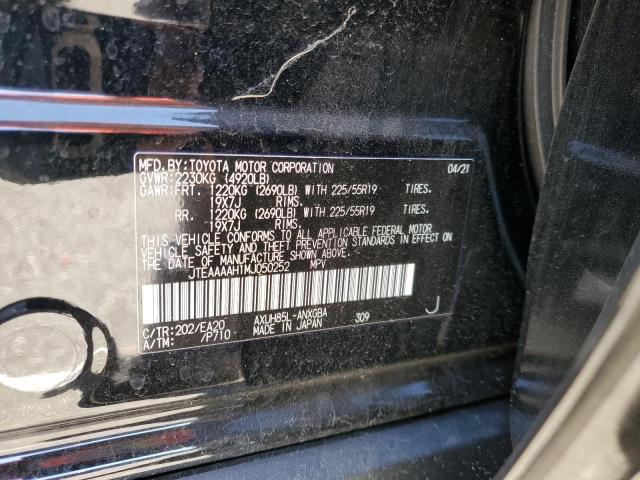 MFD. BY: TOYOTA MOTOR CORPORATION 04/21
GVWR: 2230KG (4920LB)
GAWR: FRT. 1220KG (2690LB) WITH 225/55R19 TIRES.
19X7J RIMS.
RR. 1220KG (2690LB) WITH 225/55R19 TIRES.
19X7J RIMS.
THIS VEHICLE CONFORMS TO ALL APPLICABLE FEDERAL MOTOR
VEHICLE SAFETY AND THEFT PREVENTION STANDARDS IN EFFECT ON
THE DATE OF MANUFACTURE SHOWN ABOVE.
JTEAAAAH1MJ050252 MPV
C/TR: 202/EA20 AXUH85L-ANXGBA 309 J
A/TM: /P710 MADE IN JAPAN